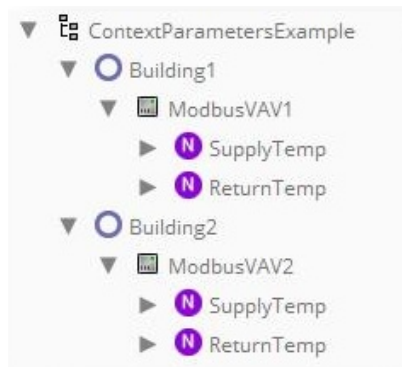 ContextParametersExample
Building1
ModbusVAV1
N SupplyTemp
N ReturnTemp
Building2
ModbusVAV2
N SupplyTemp
N ReturnTemp